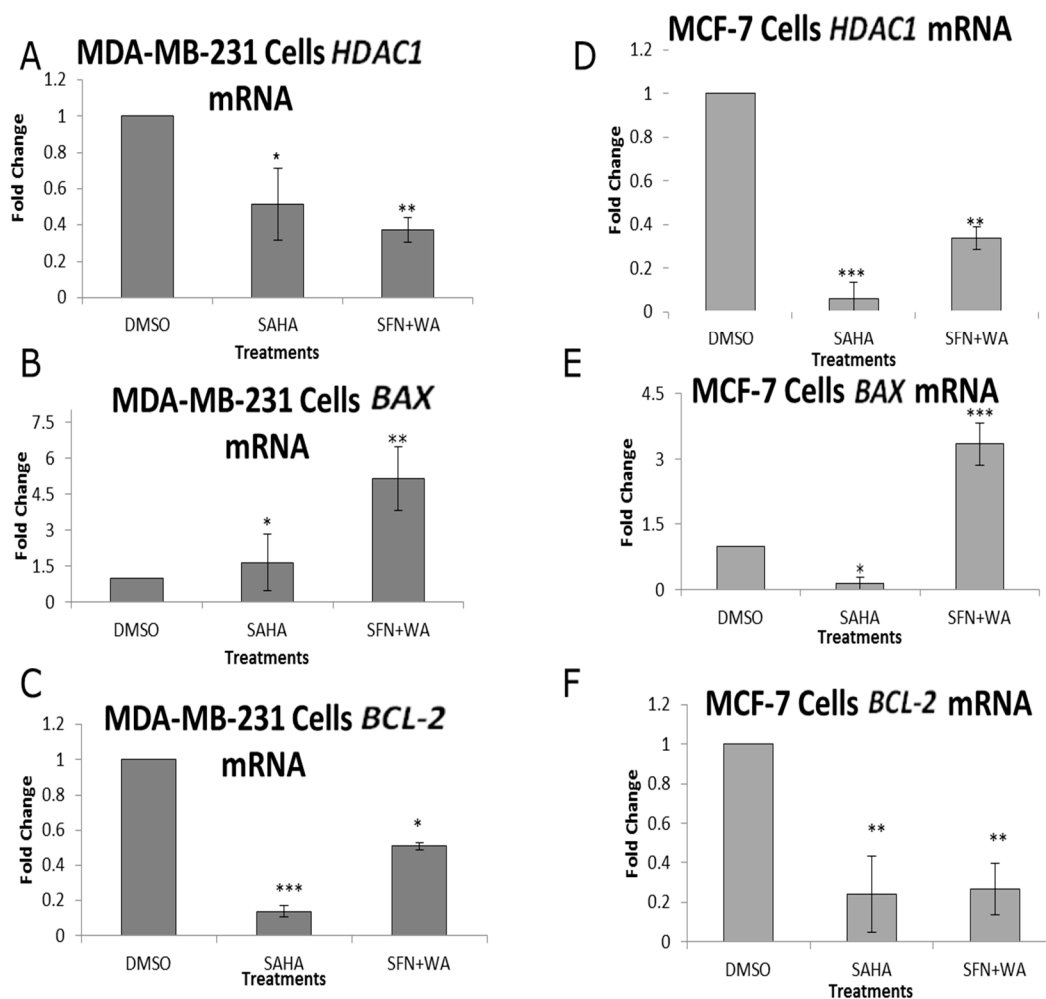 A
MDA-MB-231 Cells HDAC1
mRNA
1.2
1
0.8
0.6
0.4
0.2
0
Fold Change
*
**
DMSO
SAHA
SFN+WA
Treatments
B
MDA-MB-231 Cells BAX
mRNA
7.5
6
4.5
3
1.5
0
Fold Change
*
**
DMSO
SAHA
SFN+WA
Treatments
C
MDA-MB-231 Cells BCL-2
mRNA
1.2
1
0.8
0.6
0.4
0.2
0
Fold Change
***
*
DMSO
SAHA
SFN+WA
Treatments
D
MCF-7 Cells HDAC1 mRNA
1.2
1
0.8
0.6
0.4
0.2
0
Fold Change
***
**
DMSO
SAHA
SFN+WA
Treatments
E
MCF-7 Cells BAX mRNA
4.5
3
1.5
0
Fold Change
*
***
DMSO
SAHA
SFN+WA
Treatments
F
MCF-7 Cells BCL-2 mRNA
1.2
1
0.8
0.6
0.4
0.2
0
Fold Change
**
**
DMSO
SAHA
SFN+WA
Treatments